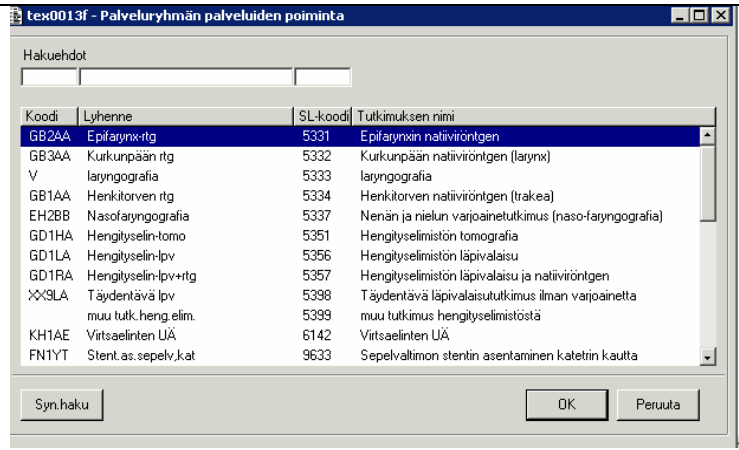 tex0013f - Palveluryhmän palveluiden poiminta
Hakuehdot
Koodi Lyhenne SL-koodi Tutkimuksen nimi
GB2AA Epifarynx-rtg 5331 Epifarynxin natiiviröntgen
GB3AA Kurkunpään rtg 5332 Kurkunpään natiiviröntgen (larynx)
V laryngografia 5333 laryngografia
GB1AA Henkitorven rtg 5334 Henkitorven natiiviröntgen (trakea)
EH2BB Nasofaryngografia 5337 Nenän ja nielun varjoainetutkimus (naso-faryngografia)
GD1HA Hengityselin-tomo 5351 Hengityselimistön tomografia
GD1LA Hengityselin-lpv 5356 Hengityselimistön läpivalaisu
GD1RA Hengityselin-lpv+rtg 5357 Hengityselimistön läpivalaisu ja natiiviröntgen
XX9LA Täydentävä lpv 5398 Täydentävä läpivalaisututkimus ilman varjoainetta
muu tutk.heng.elim. 5399 muu tutkimus hengityselimistöstä
KH1AE Virtsaelinten UÄ 6142 Virtsaelinten UÄ
FN1YT Stent.as.sepelv,kat 9633 Sepelvaltimon stentin asentaminen katetrin kautta
Syn.haku OK Peruuta